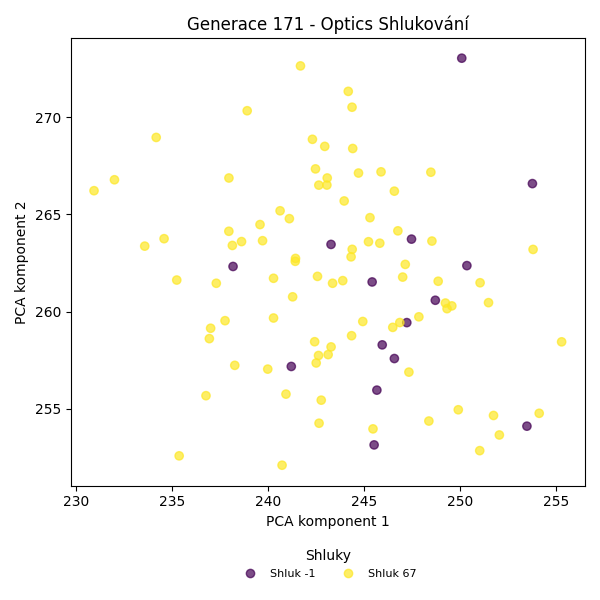 Generace 171 - Optics Shlukování
PCA komponent 2
270
265
260
255
230 235 240 245 250 255
PCA komponent 1
Shluky
Shluk -1 Shluk 67